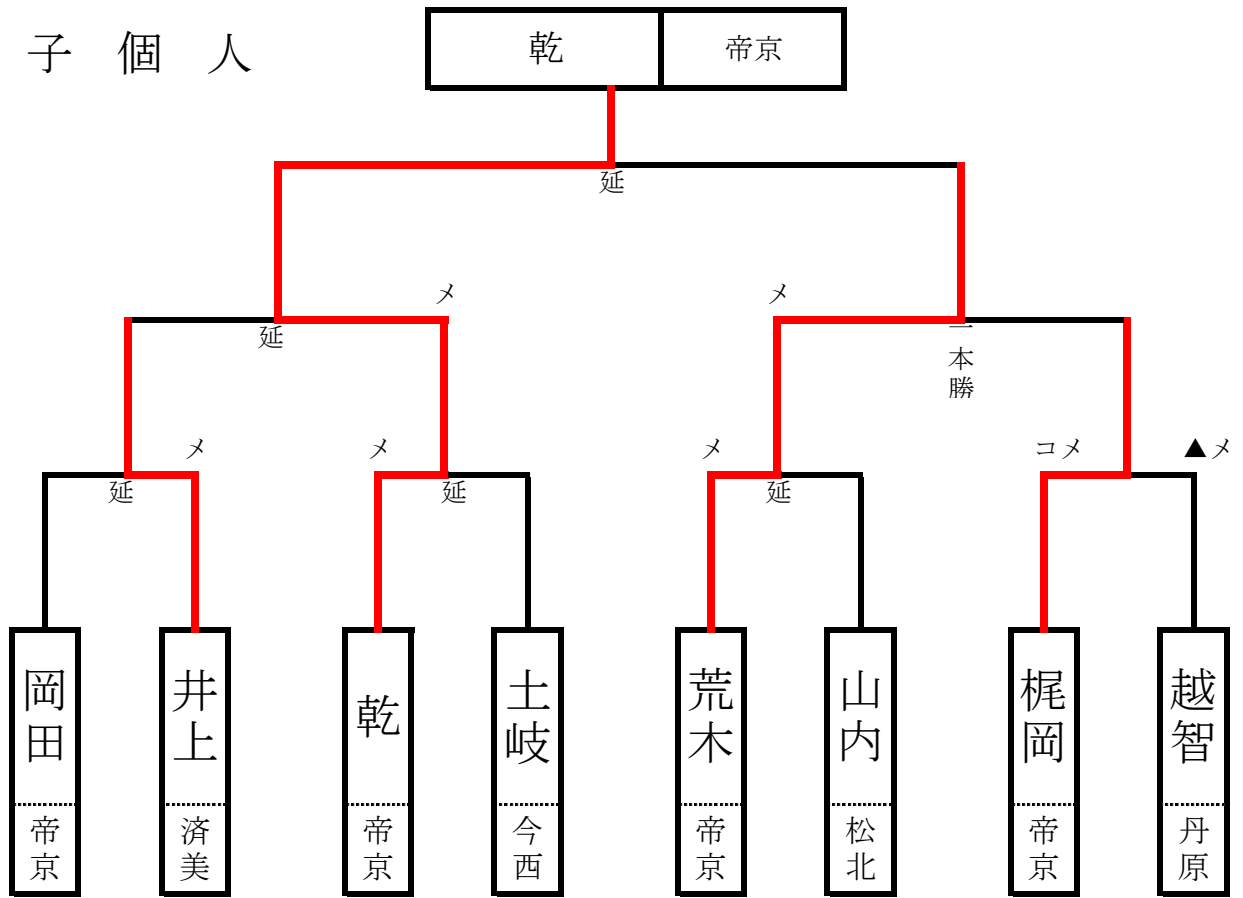 子 個 人
乾 帝京
延
メ メ
延 一本勝
メ メ メ コメ ▲メ
延 延 延
岡田 井上 乾 土岐 荒木 山内 梶岡 越智
帝京 済美 帝京 今西 帝京 松北 帝京 丹原